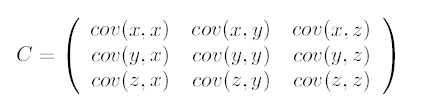 cov(x, x) cov(x, y) cov(x, z)
C = ( cov(y, x) cov(y, y) cov(y, z) )
cov(z, x) cov(z, y) cov(z, z)